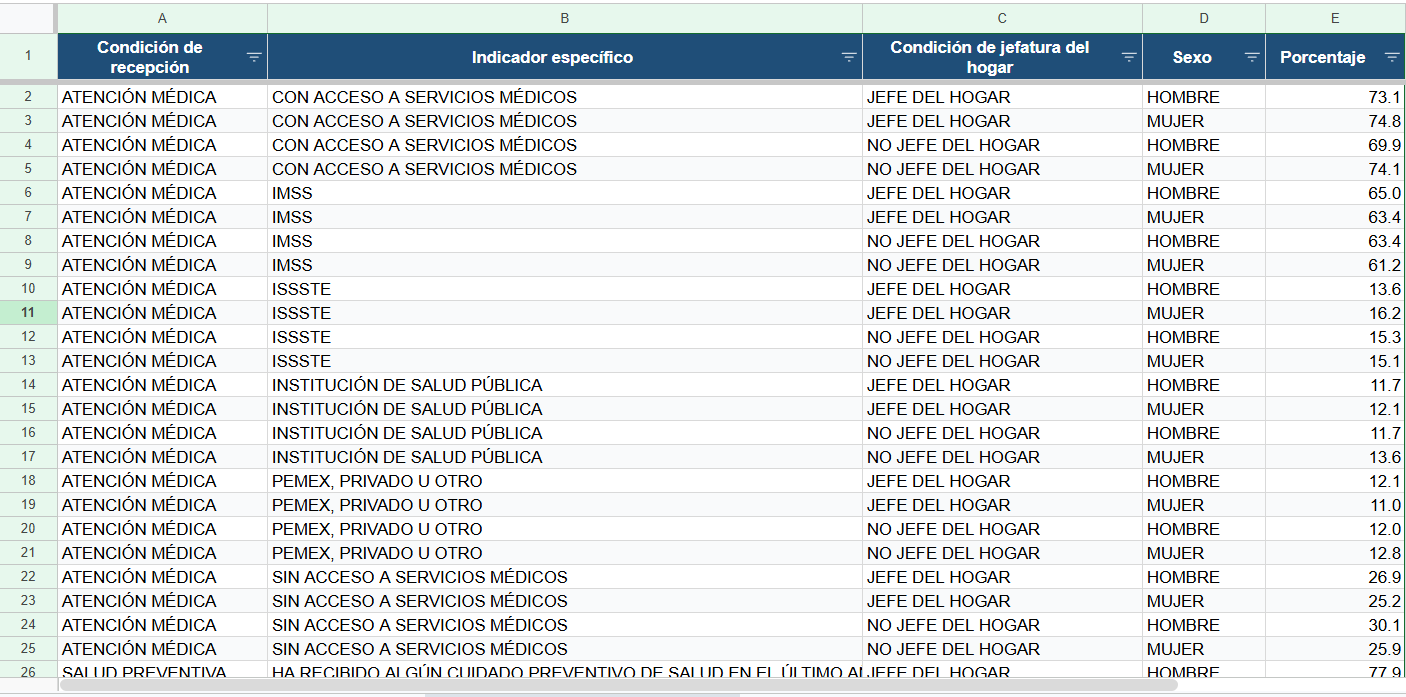 A B C D E
1 Condición de recepción Indicador específico Condición de jefatura del hogar Sexo Porcentaje
2 ATENCIÓN MÉDICA CON ACCESO A SERVICIOS MÉDICOS JEFE DEL HOGAR HOMBRE 73.1
3 ATENCIÓN MÉDICA CON ACCESO A SERVICIOS MÉDICOS JEFE DEL HOGAR MUJER 74.8
4 ATENCIÓN MÉDICA CON ACCESO A SERVICIOS MÉDICOS NO JEFE DEL HOGAR HOMBRE 69.9
5 ATENCIÓN MÉDICA CON ACCESO A SERVICIOS MÉDICOS NO JEFE DEL HOGAR MUJER 74.1
6 ATENCIÓN MÉDICA IMSS JEFE DEL HOGAR HOMBRE 65.0
7 ATENCIÓN MÉDICA IMSS JEFE DEL HOGAR MUJER 63.4
8 ATENCIÓN MÉDICA IMSS NO JEFE DEL HOGAR HOMBRE 63.4
9 ATENCIÓN MÉDICA IMSS NO JEFE DEL HOGAR MUJER 61.2
10 ATENCIÓN MÉDICA ISSSTE JEFE DEL HOGAR HOMBRE 13.6
11 ATENCIÓN MÉDICA ISSSTE JEFE DEL HOGAR MUJER 16.2
12 ATENCIÓN MÉDICA ISSSTE NO JEFE DEL HOGAR HOMBRE 15.3
13 ATENCIÓN MÉDICA ISSSTE NO JEFE DEL HOGAR MUJER 15.1
14 ATENCIÓN MÉDICA INSTITUCIÓN DE SALUD PÚBLICA JEFE DEL HOGAR HOMBRE 11.7
15 ATENCIÓN MÉDICA INSTITUCIÓN DE SALUD PÚBLICA JEFE DEL HOGAR MUJER 12.1
16 ATENCIÓN MÉDICA INSTITUCIÓN DE SALUD PÚBLICA NO JEFE DEL HOGAR HOMBRE 11.7
17 ATENCIÓN MÉDICA INSTITUCIÓN DE SALUD PÚBLICA NO JEFE DEL HOGAR MUJER 13.6
18 ATENCIÓN MÉDICA PEMEX, PRIVADO U OTRO JEFE DEL HOGAR HOMBRE 12.1
19 ATENCIÓN MÉDICA PEMEX, PRIVADO U OTRO JEFE DEL HOGAR MUJER 11.0
20 ATENCIÓN MÉDICA PEMEX, PRIVADO U OTRO NO JEFE DEL HOGAR HOMBRE 12.0
21 ATENCIÓN MÉDICA PEMEX, PRIVADO U OTRO NO JEFE DEL HOGAR MUJER 12.8
22 ATENCIÓN MÉDICA SIN ACCESO A SERVICIOS MÉDICOS JEFE DEL HOGAR HOMBRE 26.9
23 ATENCIÓN MÉDICA SIN ACCESO A SERVICIOS MÉDICOS JEFE DEL HOGAR MUJER 25.2
24 ATENCIÓN MÉDICA SIN ACCESO A SERVICIOS MÉDICOS NO JEFE DEL HOGAR HOMBRE 30.1
25 ATENCIÓN MÉDICA SIN ACCESO A SERVICIOS MÉDICOS NO JEFE DEL HOGAR MUJER 25.9
26 SALUD PREVENTIVA HA RECIBIDO ALGÚN CUIDADO PREVENTIVO DE SALUD EN EL ÚLTIMO JEFE DEL HOGAR HOMBRE 77.9